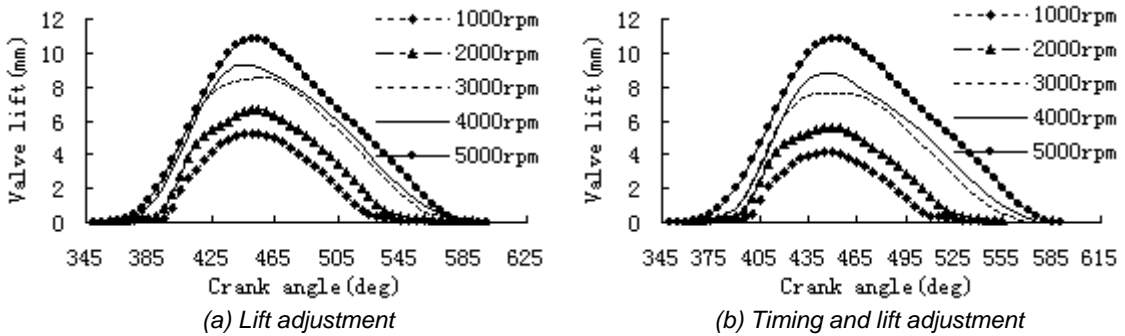 12
10
8
6
4
2
0
Valve lift(mm)
345 385 425 465 505 545 585 625
Crank angle(deg)
1000rpm
2000rpm
3000rpm
4000rpm
5000rpm
(a) Lift adjustment
12
10
8
6
4
2
0
Valve lift(mm)
345 375 405 435 465 495 525 555 585 615
Crank angle(deg)
1000rpm
2000rpm
3000rpm
4000rpm
5000rpm
(b) Timing and lift adjustment